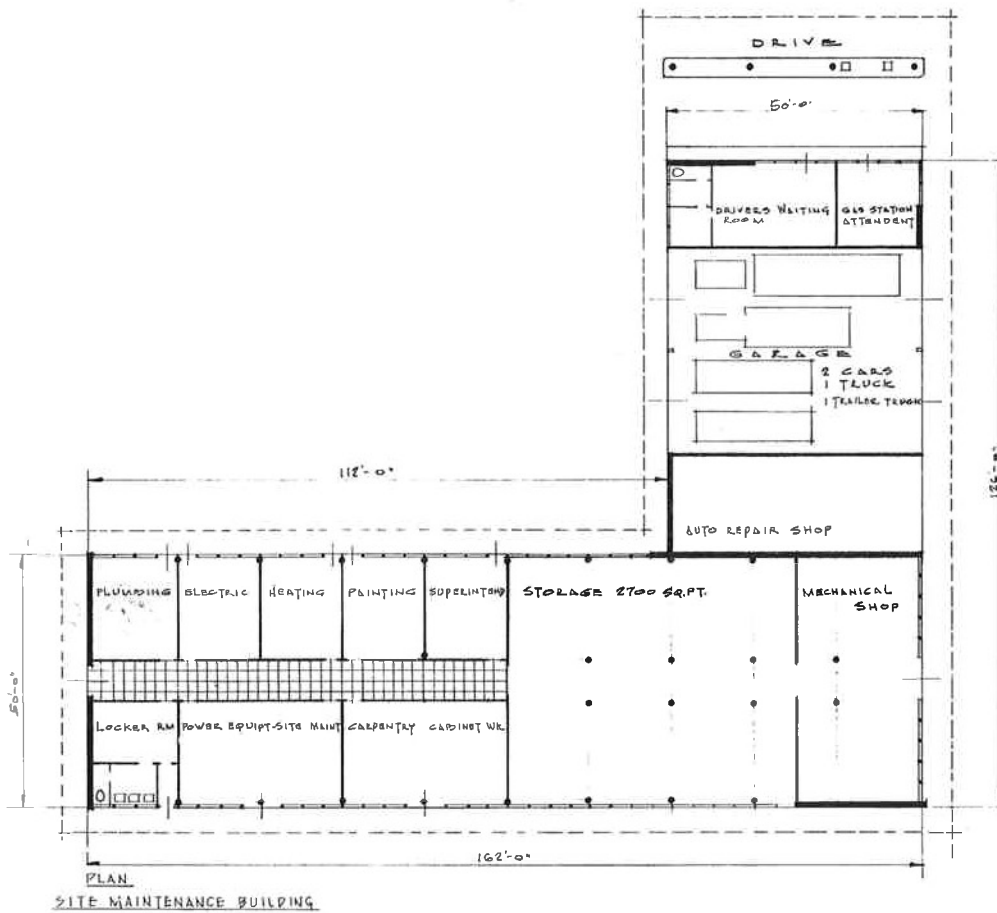 DRIVE
50'-0"
DRIVERS WAITING
ROOM
GAS STATION
ATTENDENT
GARAGE
2 CARS
1 TRUCK
1 TRAILER TRUCK
126'-0"
112'-0"
AUTO REPAIR SHOP
PLUMBING
ELECTRIC
HEATING
PAINTING
SUPERINTEND
STORAGE 2700 SQ.FT.
MECHANICAL
SHOP
50'-0"
LOCKER RM
POWER EQUIPT-SITE MAINT
CARPENTRY CABINET WK.
162'-0"
PLAN
SITE MAINTENANCE BUILDING